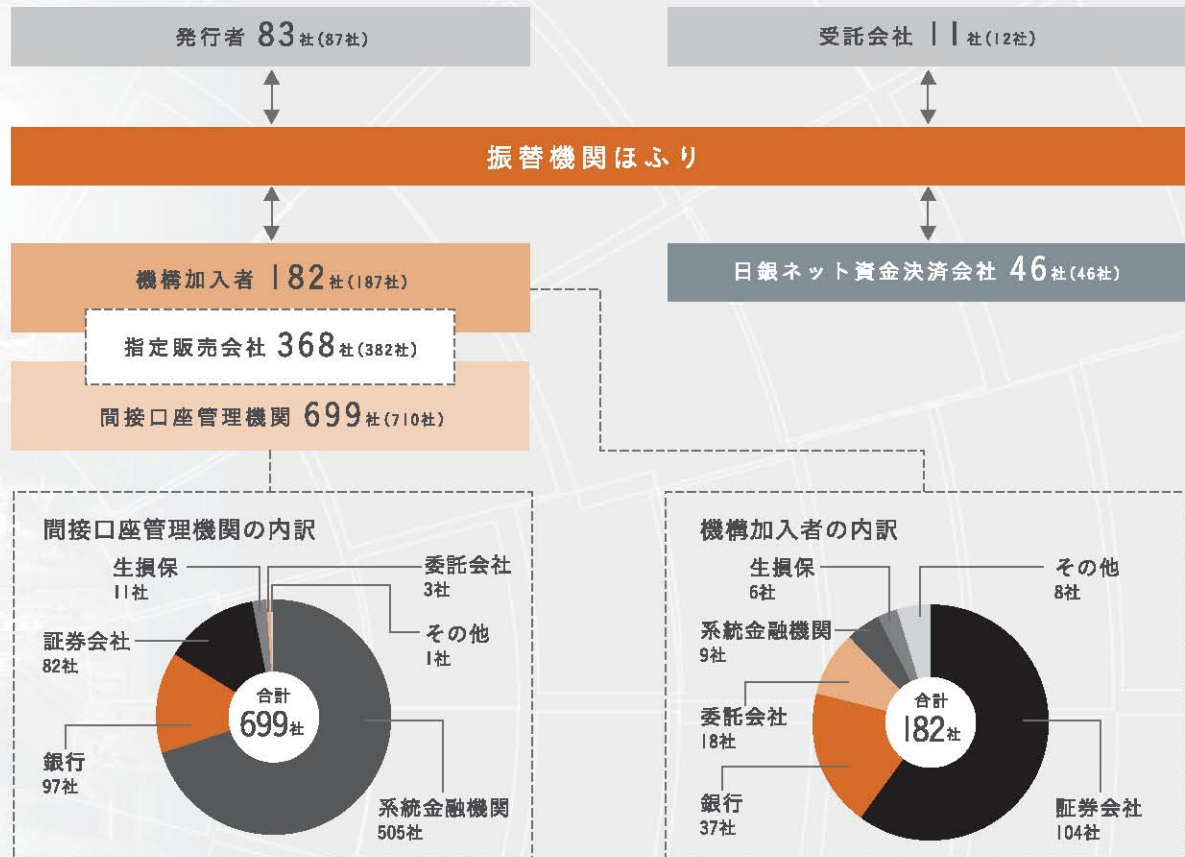 発行者 83社(87社)
受託会社 11社(12社)
振替機関ほふり
機構加入者 182社(187社)
日銀ネット資金決済会社 46社(46社)
指定販売会社 368社(382社)
間接口座管理機関 699社(710社)
間接口座管理機関の内訳
生損保
11社
委託会社
3社
証券会社
82社
その他
1社
合計
699社
銀行
97社
系統金融機関
505社
機構加入者の内訳
生損保
6社
その他
8社
系統金融機関
9社
委託会社
18社
合計
182社
銀行
37社
証券会社
104社